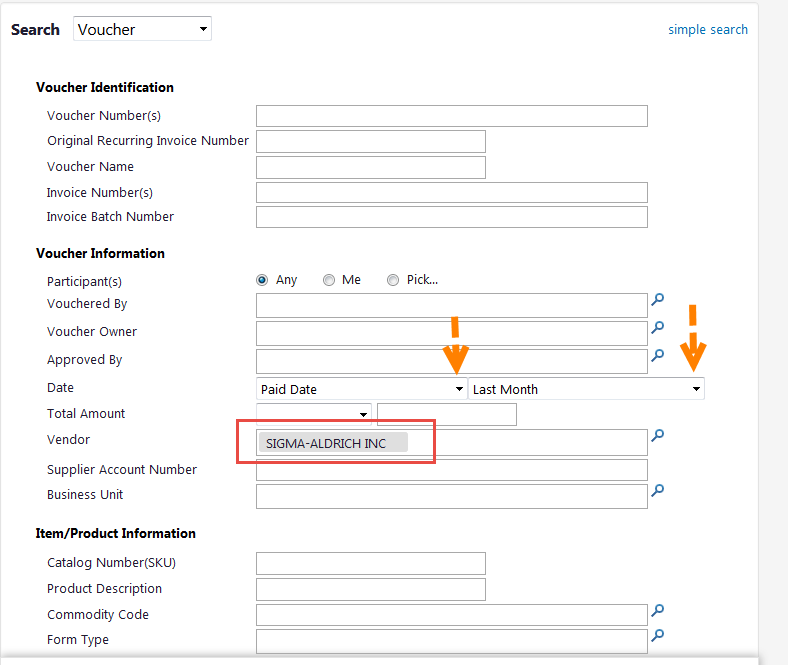 Search Voucher simple search
Voucher Identification
Voucher Number(s)
Original Recurring Invoice Number
Voucher Name
Invoice Number(s)
Invoice Batch Number
Voucher Information
Participant(s) Any Me Pick...
Vouchered By
Voucher Owner
Approved By
Date Paid Date Last Month
Total Amount
Vendor SIGMA-ALDRICH INC
Supplier Account Number
Business Unit
Item/Product Information
Catalog Number(SKU)
Product Description
Commodity Code
Form Type